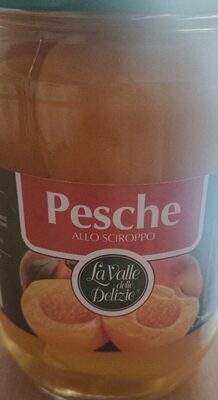 Pesche
ALLO SCIROPPO
La Valle
delle
Delizie